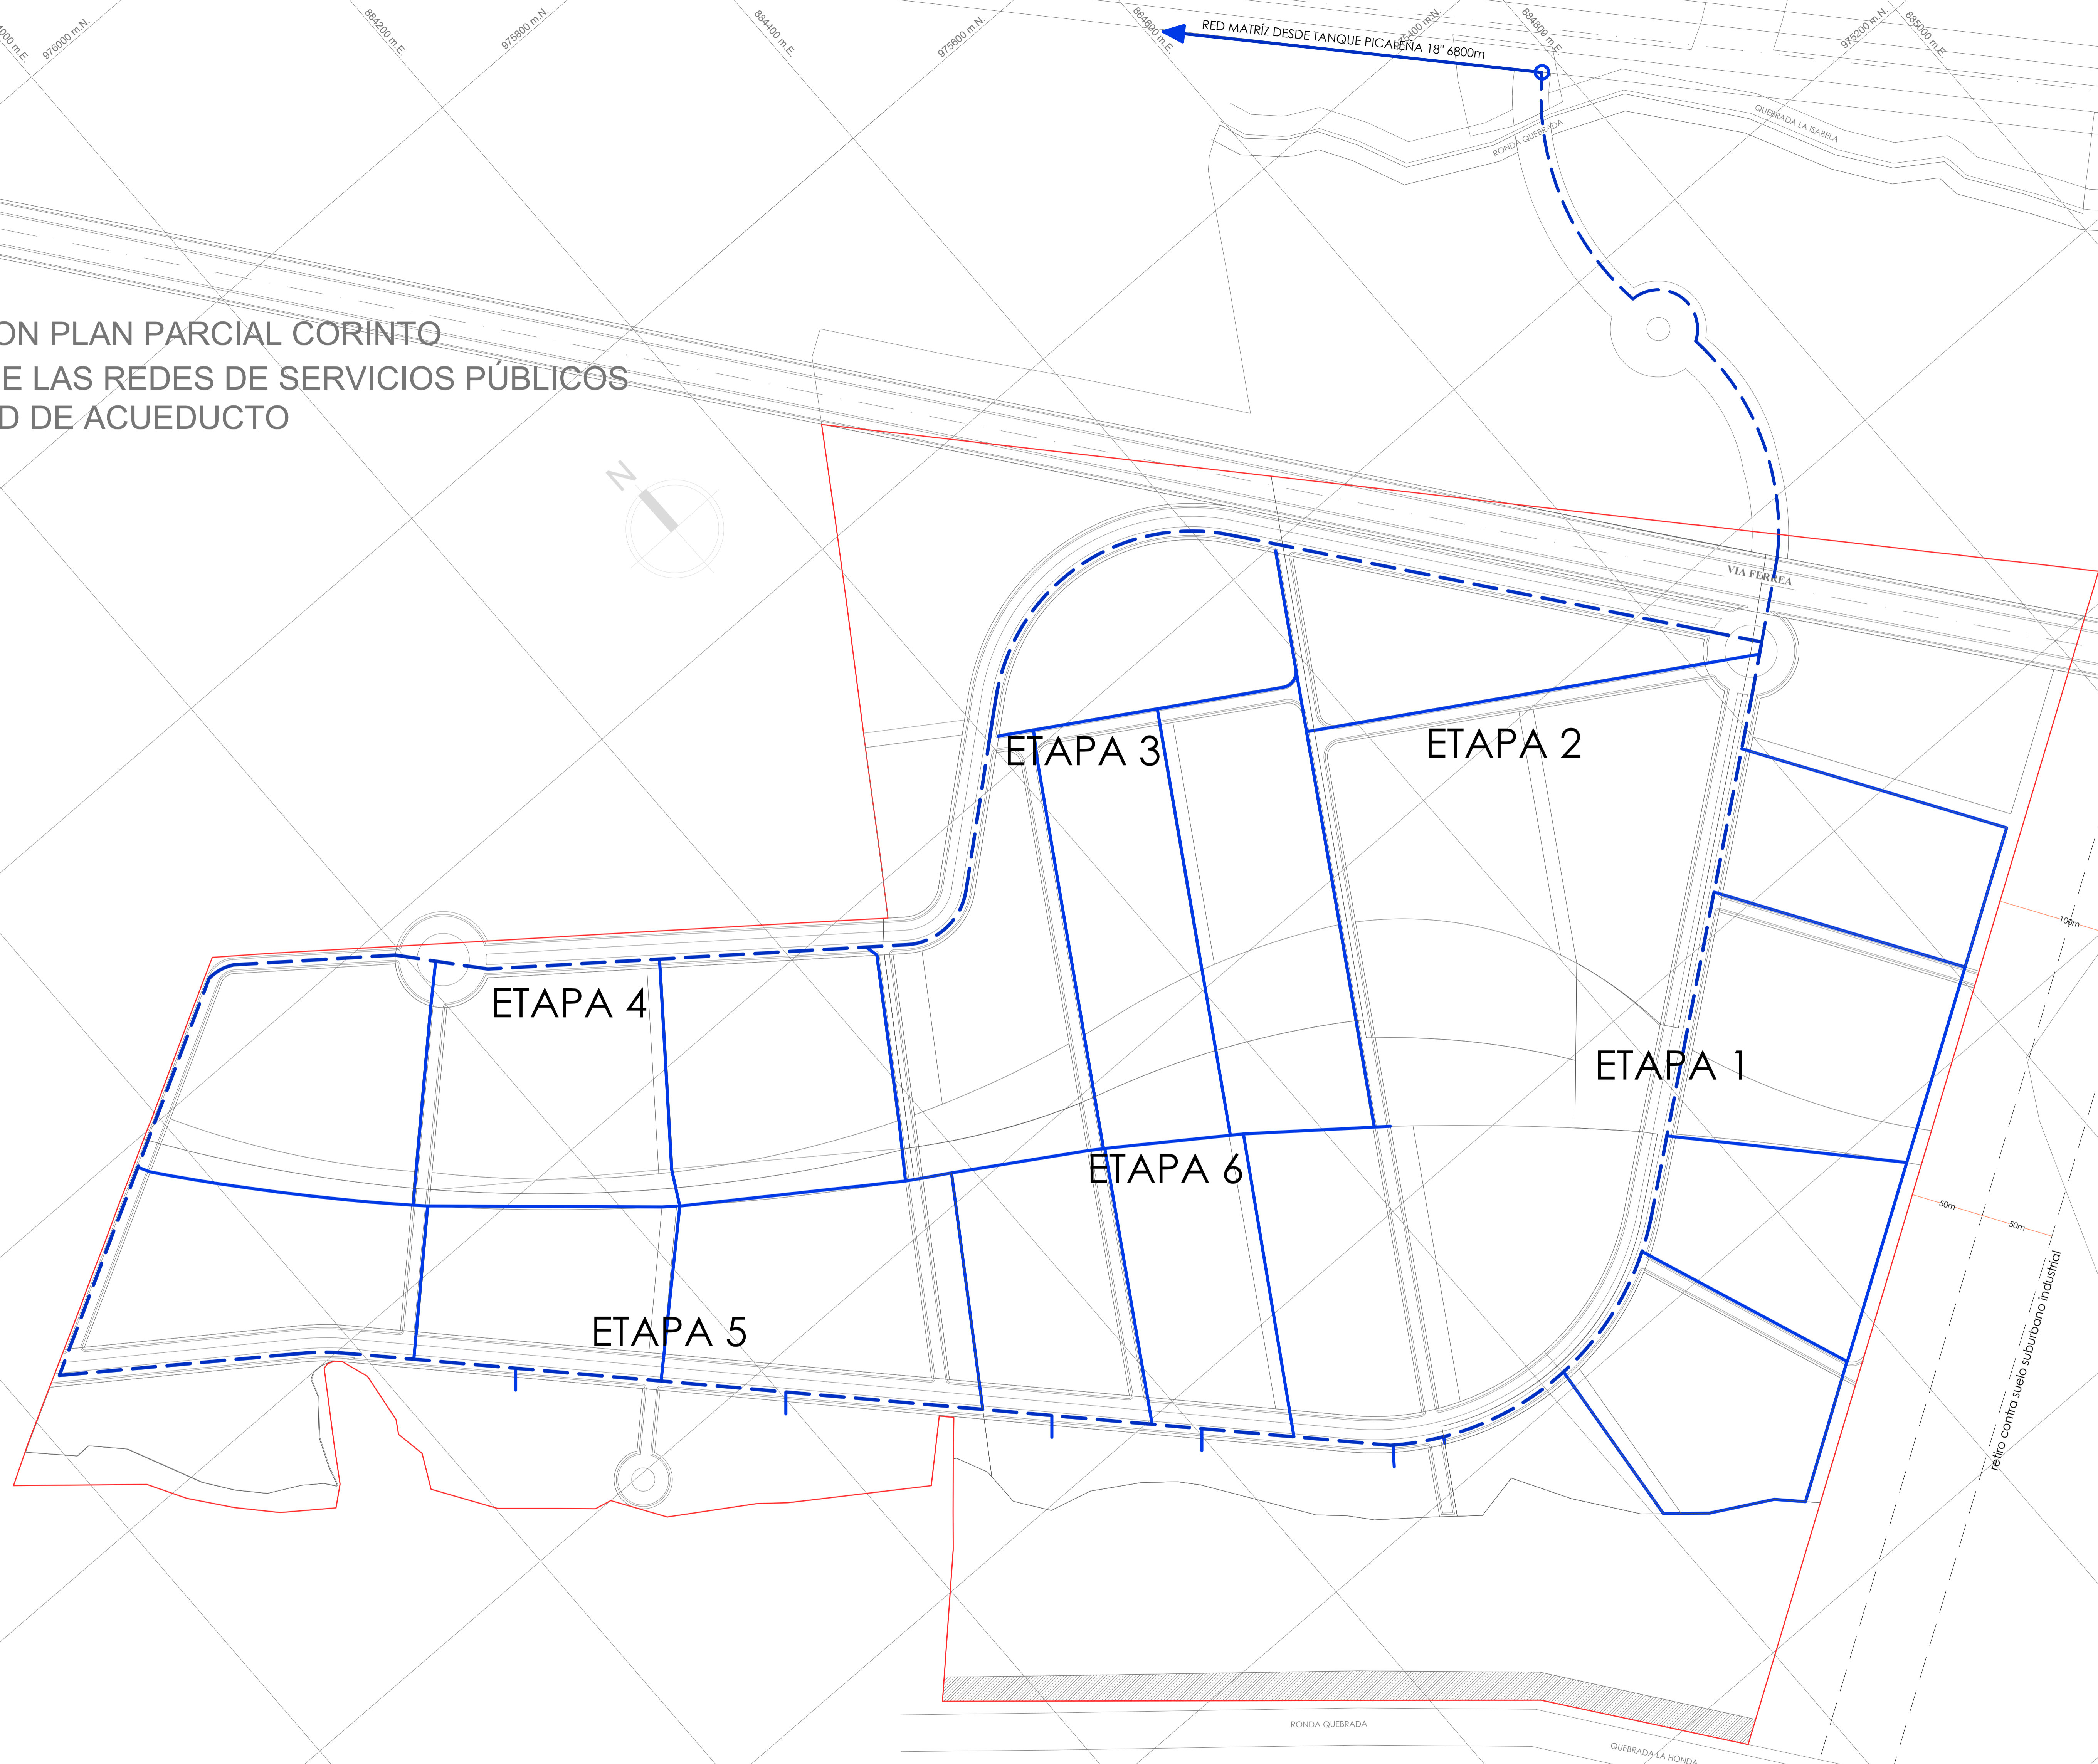 976000 m.N.
884200 m.E.
975800 m.N.
884400 m.E.
975600 m.N.
884600 m.E.
884800 m.E.
975200 m.N.
885000 m.E.
RED MATRÍZ DESDE TANQUE PICALEÑA 18" 6800m
QUEBRADA LA ISABELA
RONDA QUEBRADA
ON PLAN PARCIAL CORINTO
E LAS REDES DE SERVICIOS PÚBLICOS
D DE ACUEDUCTO
N
VIA FERREA
ETAPA 3
ETAPA 2
100m
ETAPA 4
ETAPA 1
ETAPA 6
50m
50m
ETAPA 5
retiro contra suelo suburbano industrial
RONDA QUEBRADA
QUEBRADA LA HONDA